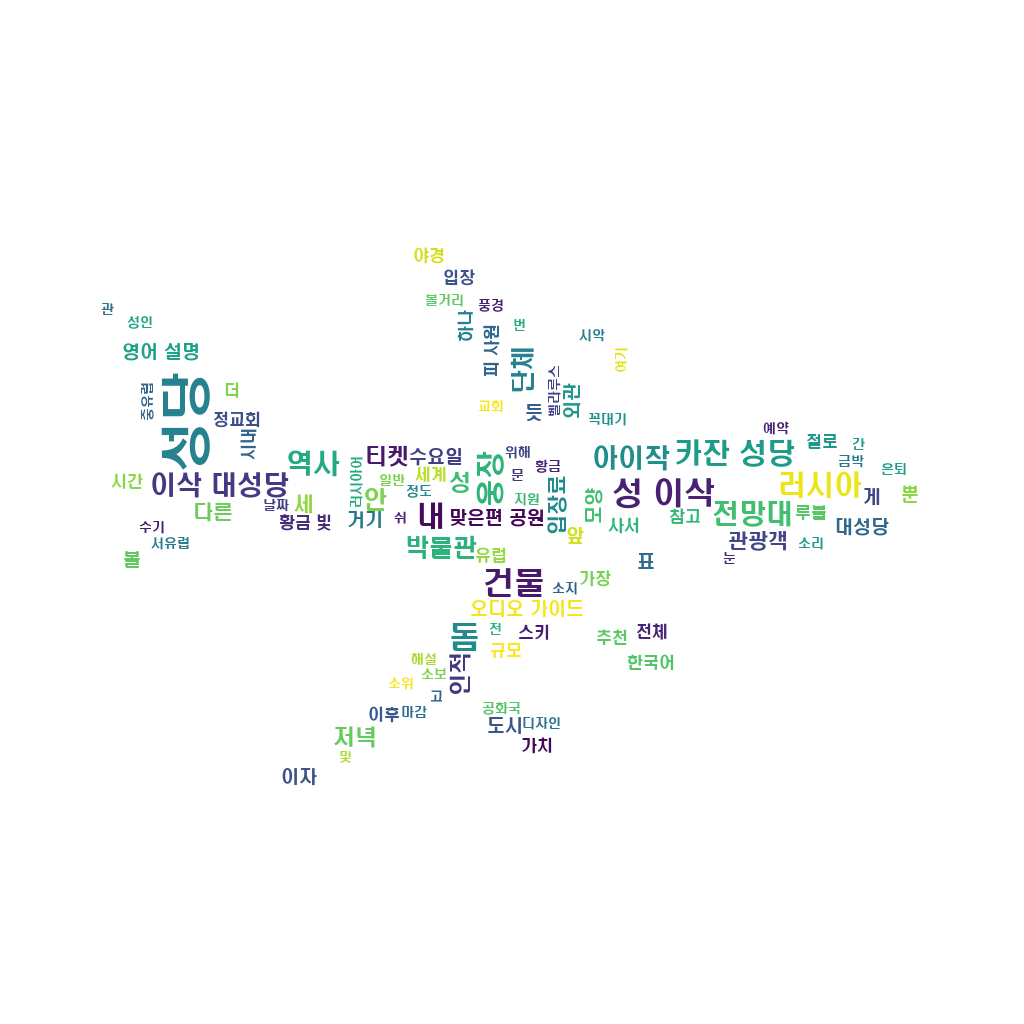 야경
입장
볼거리
풍경
관
성인
하나
번
피 사원
시악
영어 설명
단체
여기
중유럽
성당
더
벨라루스
외관
교회
듯
꼭대기
정교회
시내
예약
역사
티켓
수요일
위해
아이작
카잔 성당
절로
간
시간
이삭 대성당
러시아어
일반
세계
성
웅장
문
황금
금박
은퇴
다른
날짜
세
안
정도
지원
입장료
모양
성 이삭
러시아
게
뿐
황금 빛
거기
쉬
내
맞은편 공원
사서
참고
전망대
루블
대성당
수기
서유럽
볼
박물관
유럽
앞
표
관광객
소리
눈
건물
소지
가장
오디오 가이드
돔
전
스키
추천
전체
규모
한국어
해설
소보
인적
소위
고
이후
마감
공화국
도시
디자인
저녁
가치
및
이자